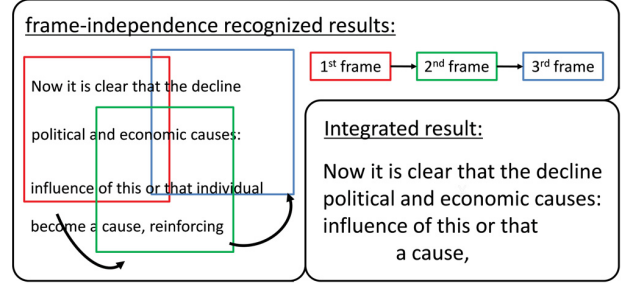 frame-independence recognized results:
1st frame
2nd frame
3rd frame
Now it is clear that the decline
political and economic causes:
influence of this or that individual
become a cause, reinforcing
Integrated result:
Now it is clear that the decline
political and economic causes:
influence of this or that
a cause,